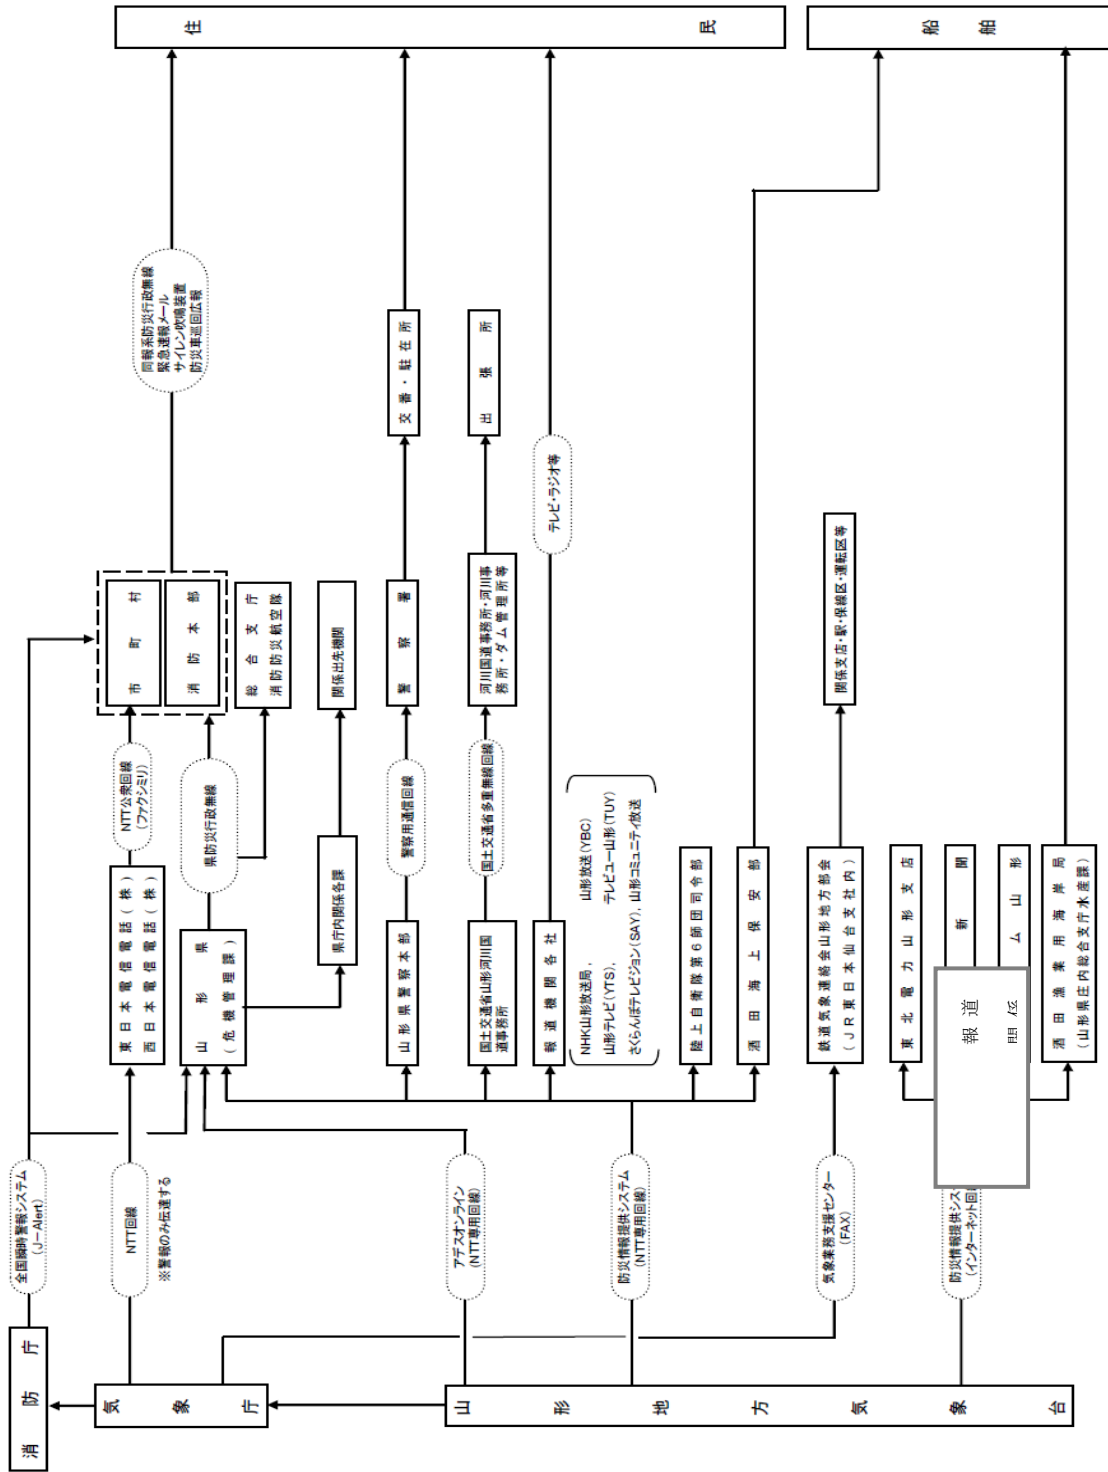 消防庁
気象庁
山形地方気象台
全国瞬時警報システム
(J-Alert)
NTT回線
※警報のみ伝達する
アデスオンライン
(NTT専用回線)
防災情報提供システム
(NTT専用回線)
気象業務支援センター
(FAX)
防災情報提供シス
(インターネット回
東日本電信電話(株)
西日本電信電話(株)
山形県
(危機管理課)
県庁内関係各課
山形県警察本部
国土交通省山形河川国
道事務所
報道機関各社
NHK山形放送局, 山形放送(YBC)
山形テレビ(YTS), テレビユー山形(TUY)
さくらんぼテレビジョン(SAY), 山形コミュニティ放送
陸上自衛隊第6師団司令部
酒田海上保安部
鉄道気象連絡会山形地方部会
(JR東日本仙台支社内)
東北電力山形支店
新聞
ム山形
報道
酒田漁業用海岸局
(山形県庄内総合支庁水産課)
NTT公衆回線
(ファクシミリ)
県防災行政無線
警察用通信回線
国土交通省多重無線回線
市町村
消防本部
総合支庁
消防防災航空隊
関係出先機関
警察署
河川国道事務所・河川事
務所・ダム管理所等
テレビ・ラジオ等
関係支店・駅・保線区・運転区等
交番・駐在所
出張所
同報系防災行政無線
緊急速報メール
サイレン吹鳴装置
防災車巡回広報
住民
船舶